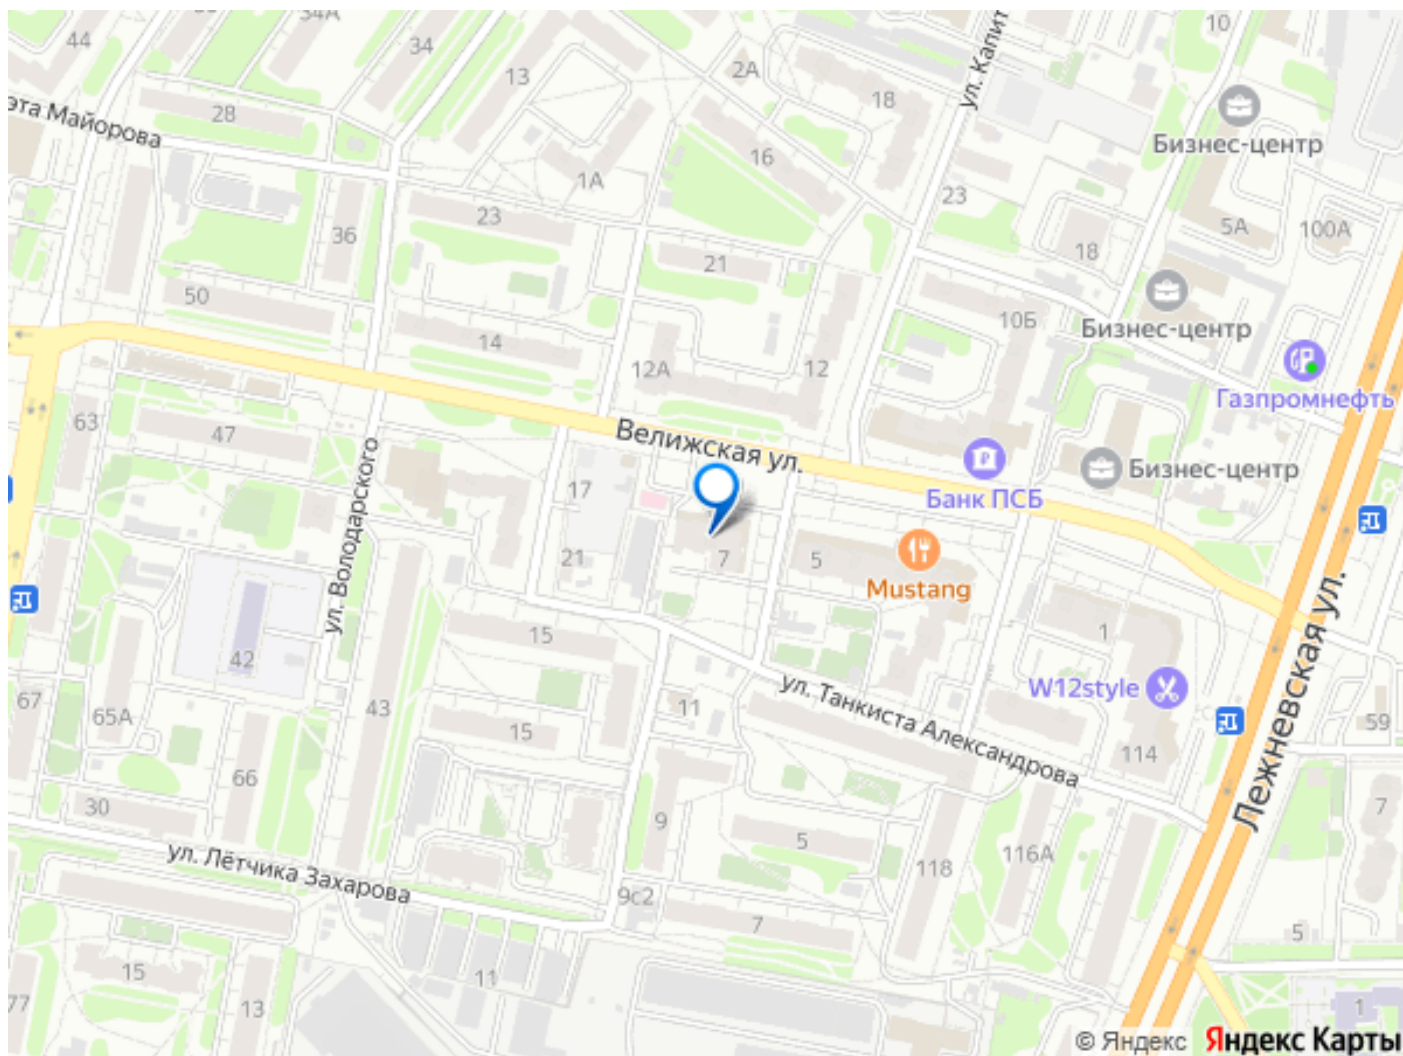 44
34А
34
10
ул. Капит
13
2А
18
28
эта Майорова
Бизнес-центр
16
1А
23
23
36
5А
100А
18
21
50
10Б
Бизнес-центр
14
12А
12
Газпромнефть
63
47
Велижская ул.
Бизнес-центр
17
Банк ПСБ
ул. Володарского
21
7
5
Mustang
Лежневская ул.
15
1
42
W12style
67
65А
43
11
ул. Танкиста Александрова
59
15
114
66
30
7
9
5
116А
118
ул. Лётчика Захарова
9с2
7
5
15
11
77
13
1
© Яндекс Яндекс Карты